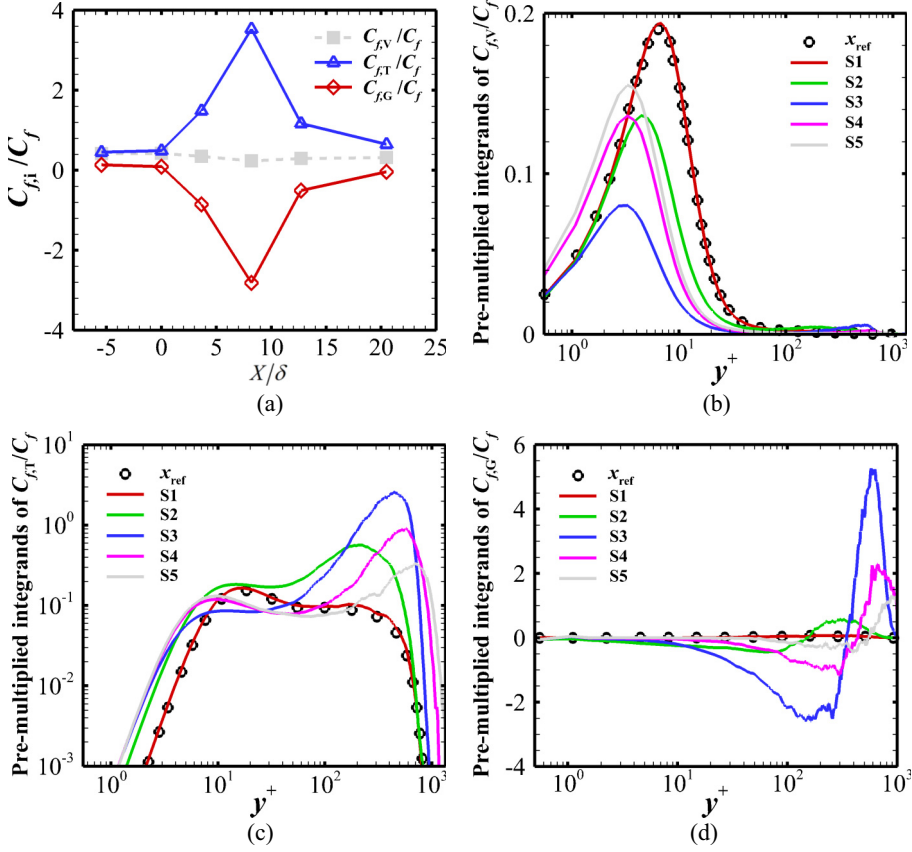 C_f,i /C_f
4
2
0
-2
-4
-5
0
5
10
15
20
25
X/δ
C_f,V /C_f
C_f,T /C_f
C_f,G /C_f
(a)
Pre-multiplied integrands of C_f,V/C_f
0.2
0.1
0
10^0
10^1
10^2
10^3
y^+
x_ref
S1
S2
S3
S4
S5
(b)
Pre-multiplied integrands of C_f,T/C_f
10^1
10^0
10^-1
10^-2
10^-3
10^0
10^1
10^2
10^3
y^+
x_ref
S1
S2
S3
S4
S5
(c)
Pre-multiplied integrands of C_f,G/C_f
6
4
2
0
-2
-4
10^0
10^1
10^2
10^3
y^+
x_ref
S1
S2
S3
S4
S5
(d)